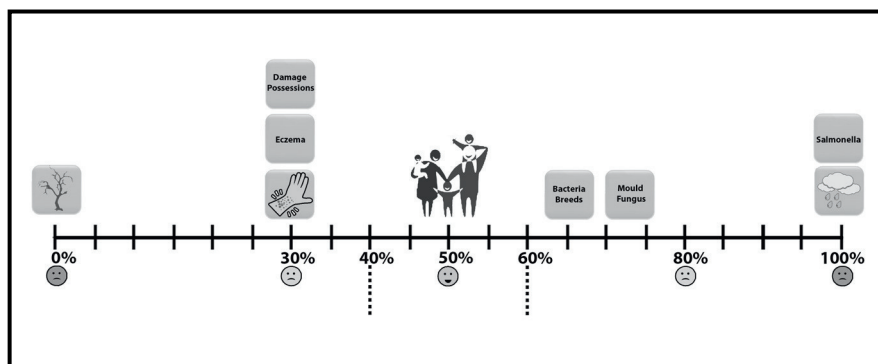 Damage
Possessions
Eczema
Salmonella
Bacteria
Breeds
Mould
Fungus
0% 30% 40% 50% 60% 80% 100%